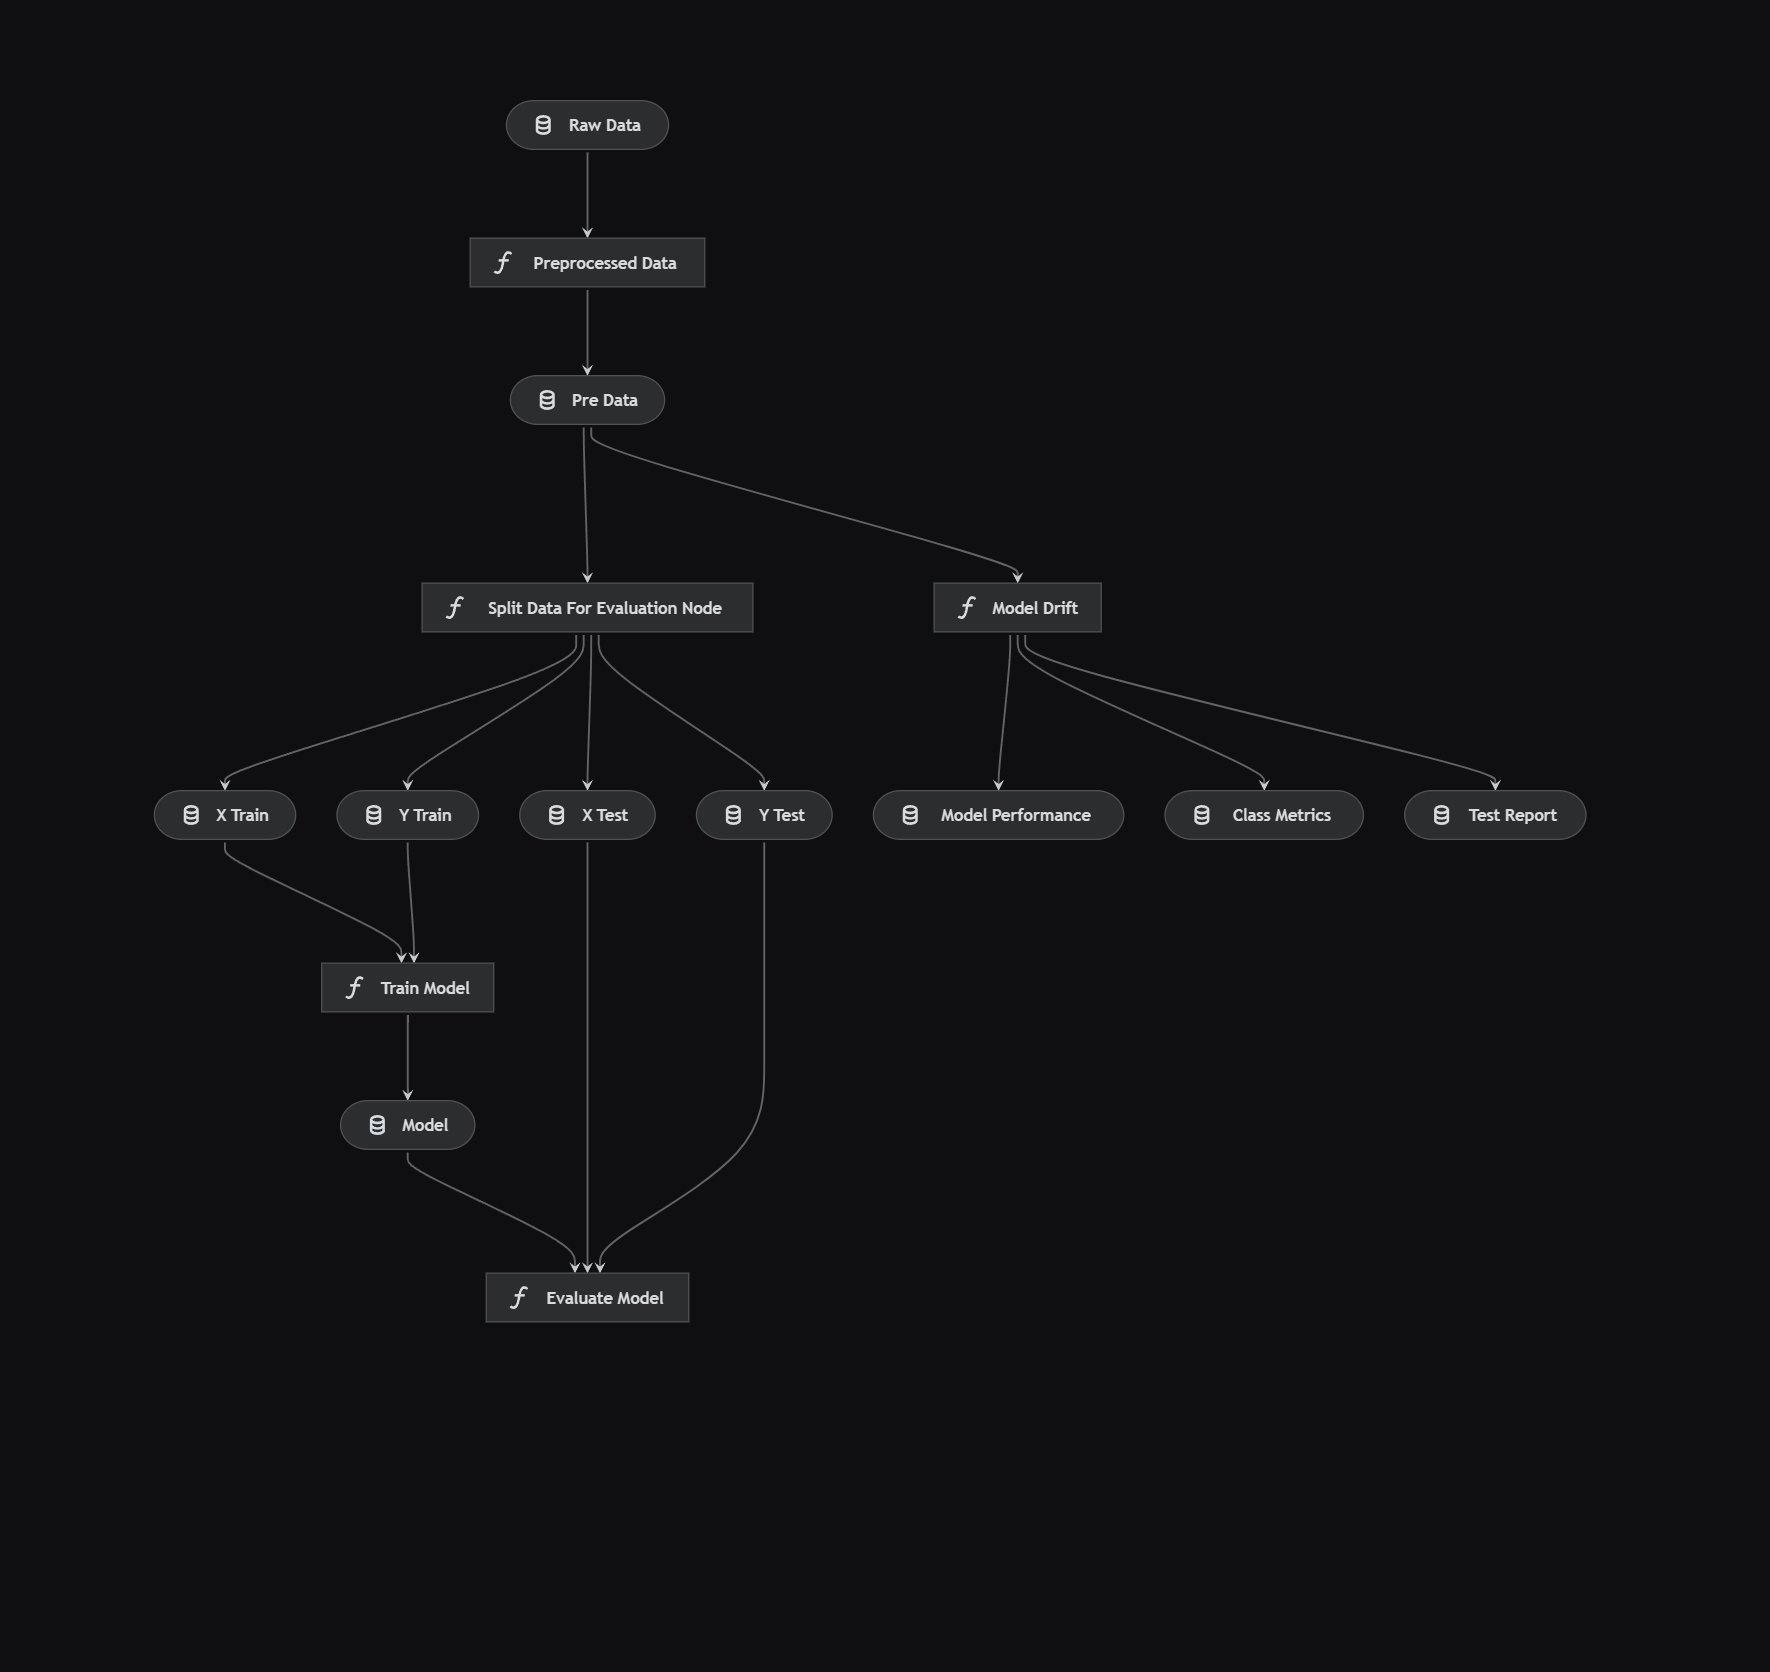 Raw Data
Preprocessed Data
Pre Data
Split Data For Evaluation Node
Model Drift
X Train
Y Train
X Test
Y Test
Model Performance
Class Metrics
Test Report
Train Model
Model
Evaluate Model